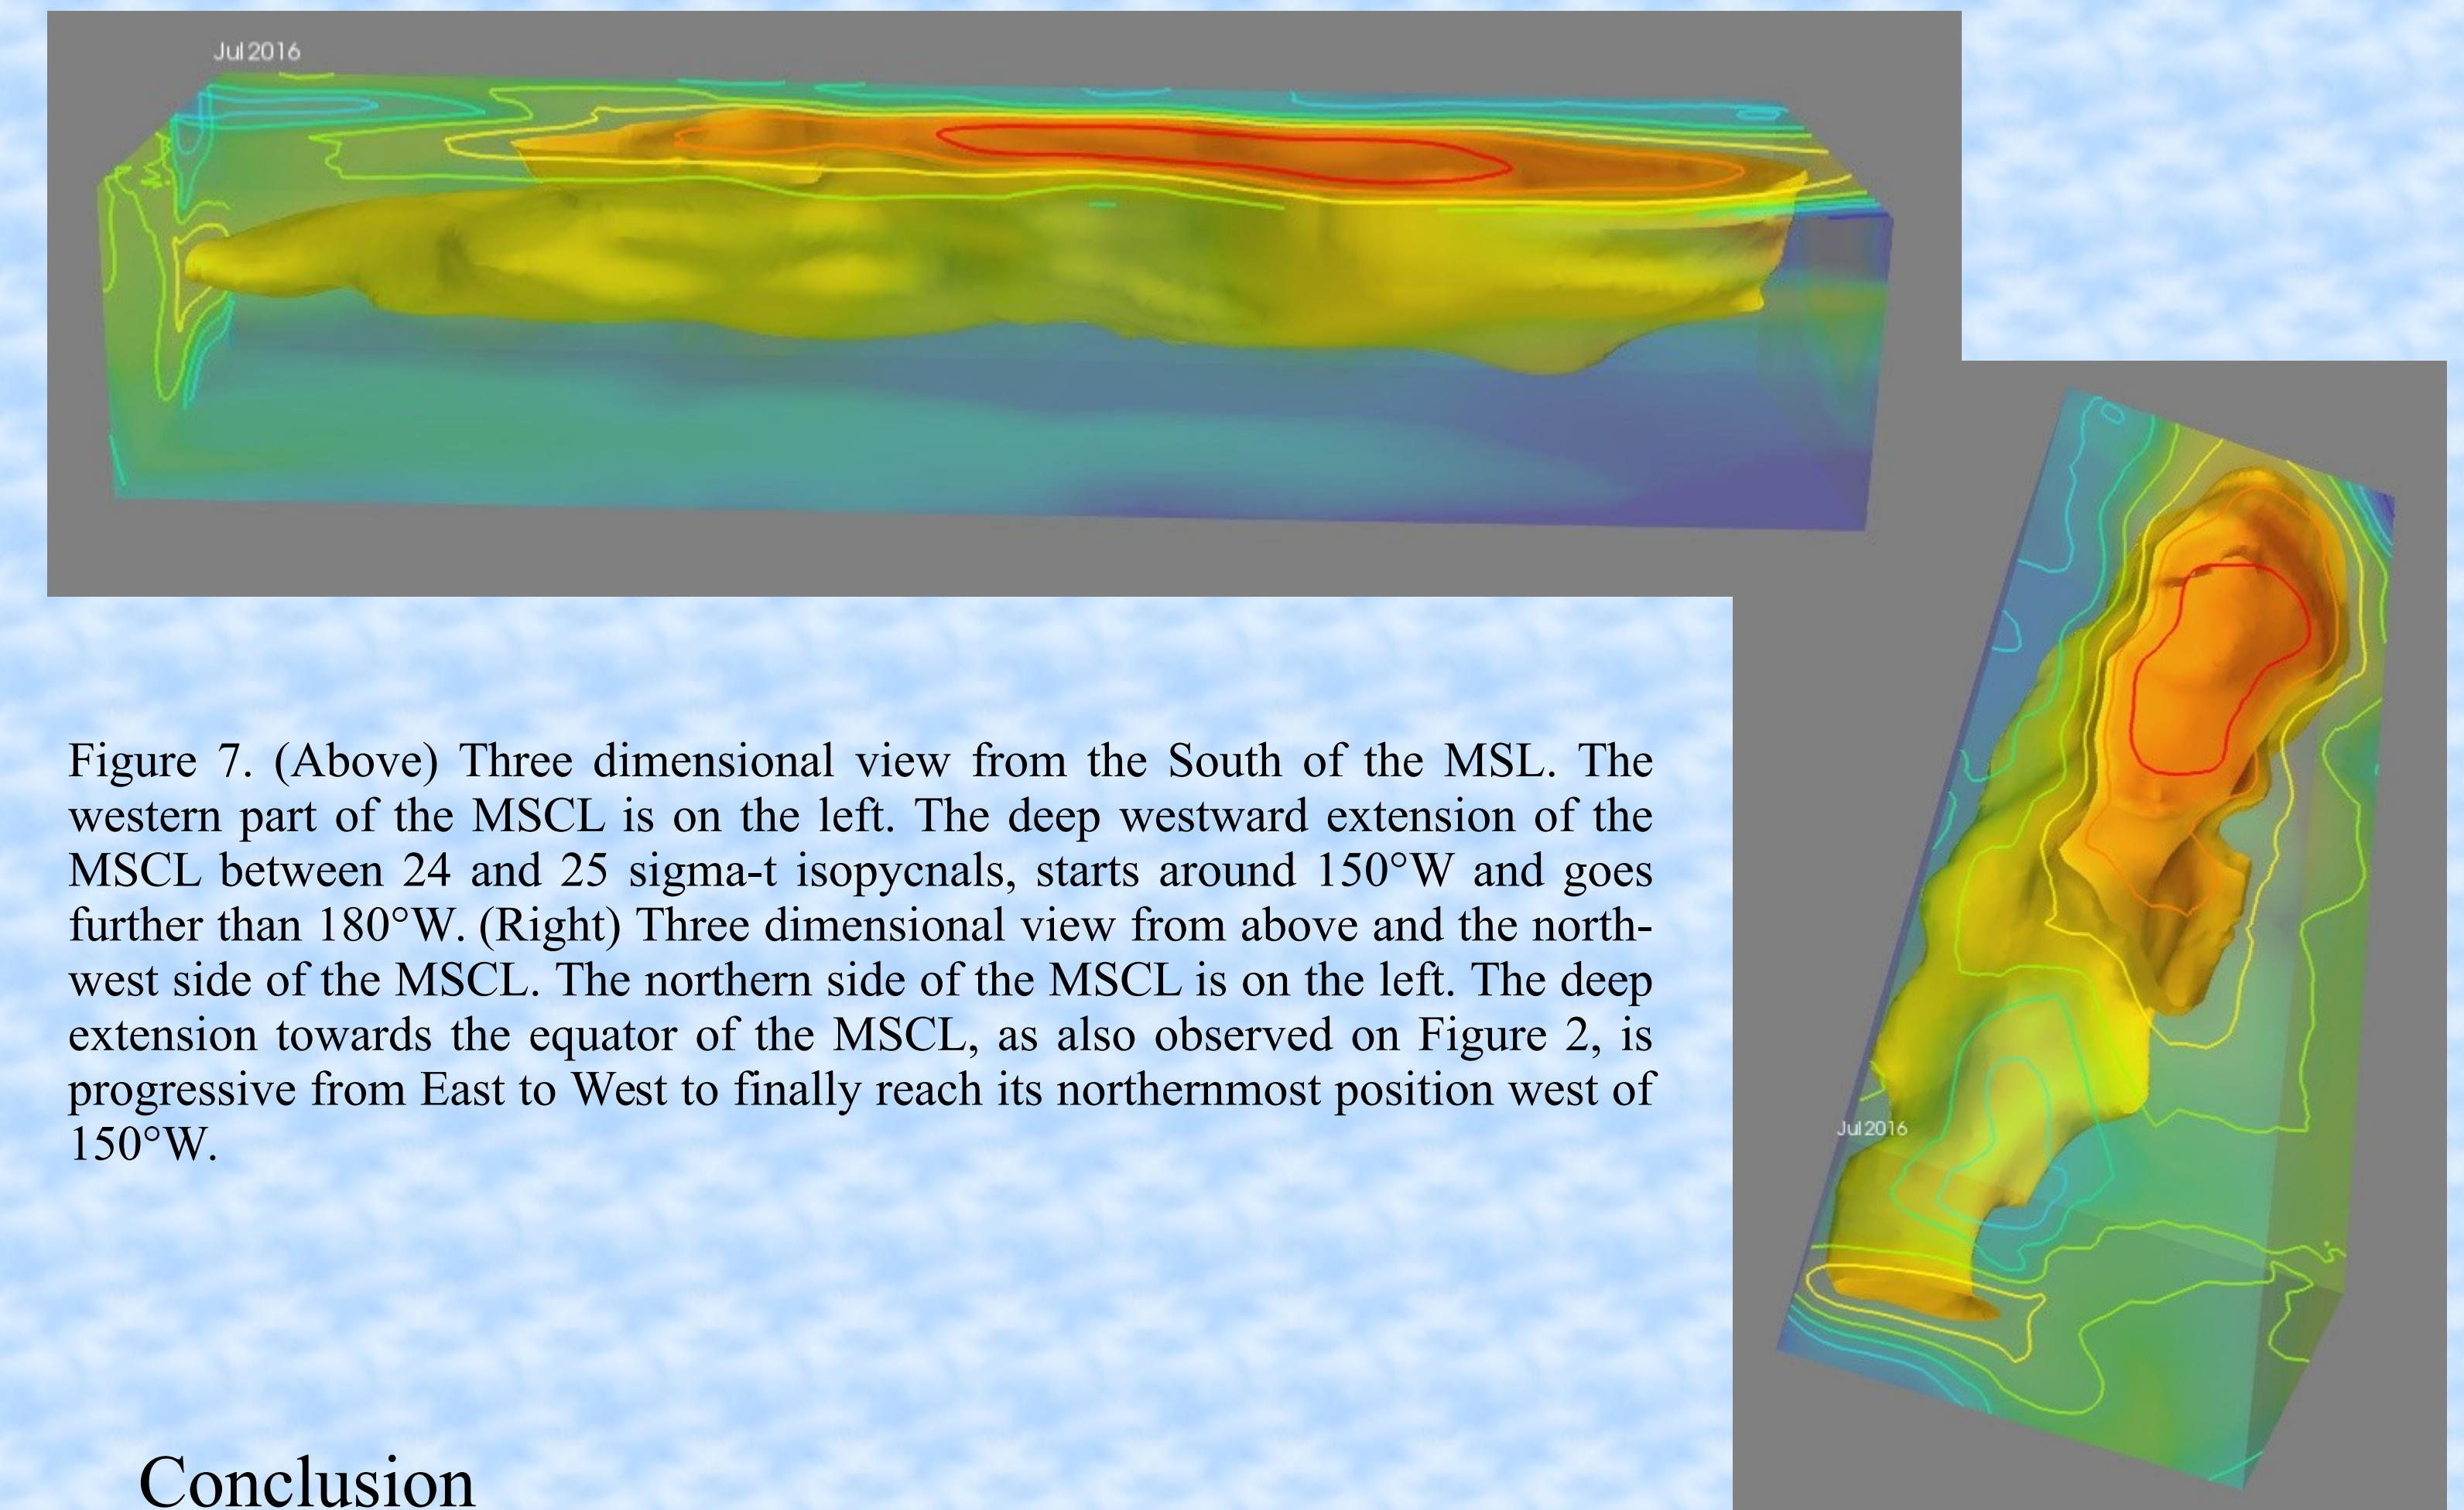 Jul 2016
Figure 7. (Above) Three dimensional view from the South of the MSL. The
western part of the MSCL is on the left. The deep westward extension of the
MSCL between 24 and 25 sigma-t isopycnals, starts around 150°W and goes
further than 180°W. (Right) Three dimensional view from above and the north-
west side of the MSCL. The northern side of the MSCL is on the left. The deep
extension towards the equator of the MSCL, as also observed on Figure 2, is
progressive from East to West to finally reach its northernmost position west of
150°W.
Jul 2016
Conclusion